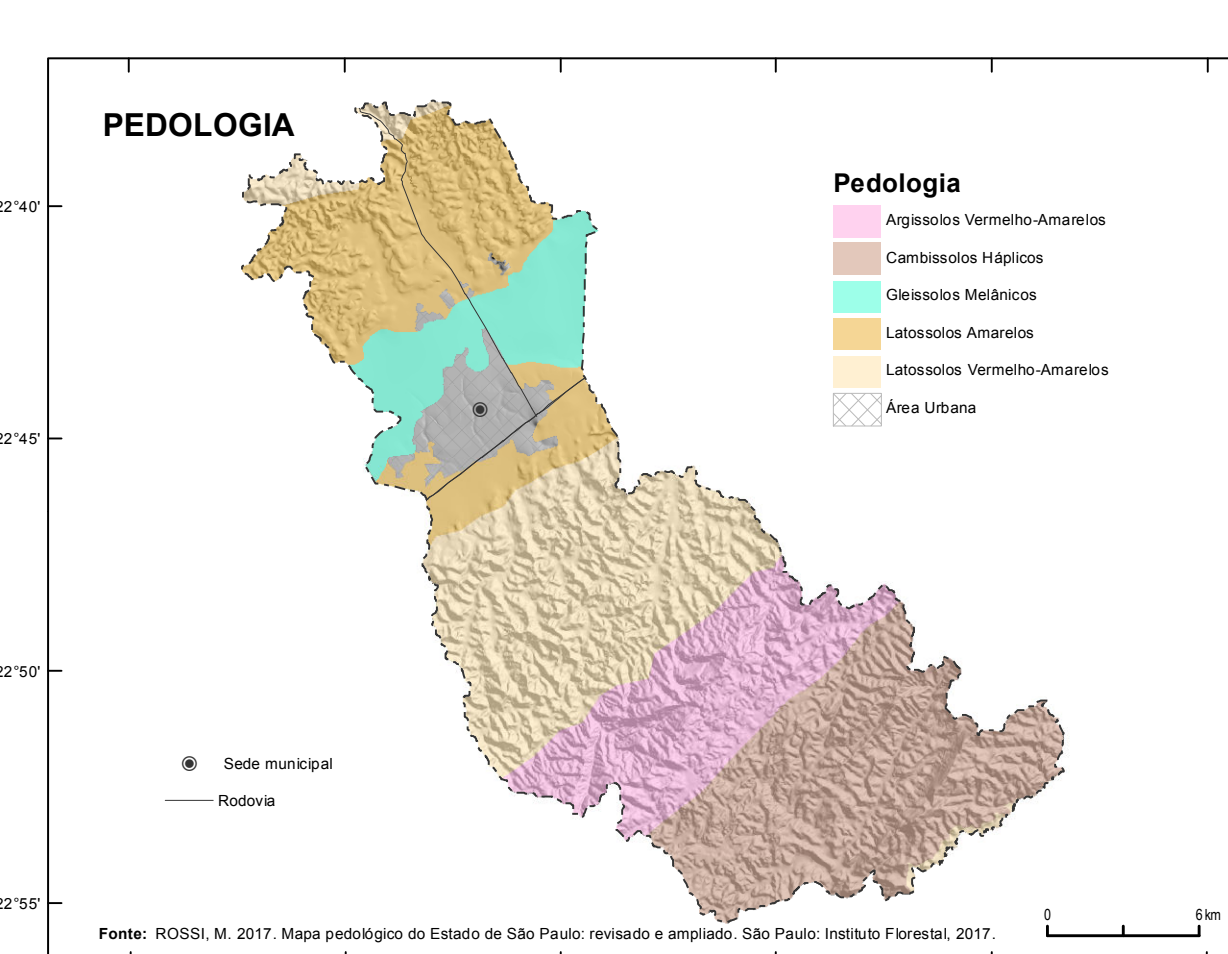 PEDOLOGIA
Pedologia
22°40'
Argissolos Vermelho-Amarelos
Cambissolos Háplicos
Gleissolos Melânicos
Latossolos Amarelos
Latossolos Vermelho-Amarelos
Área Urbana
22°45'
22°50'
Sede municipal
Rodovia
22°55'
0 6 km
Fonte: ROSSI, M. 2017. Mapa pedológico do Estado de São Paulo: revisado e ampliado. São Paulo: Instituto Florestal, 2017.